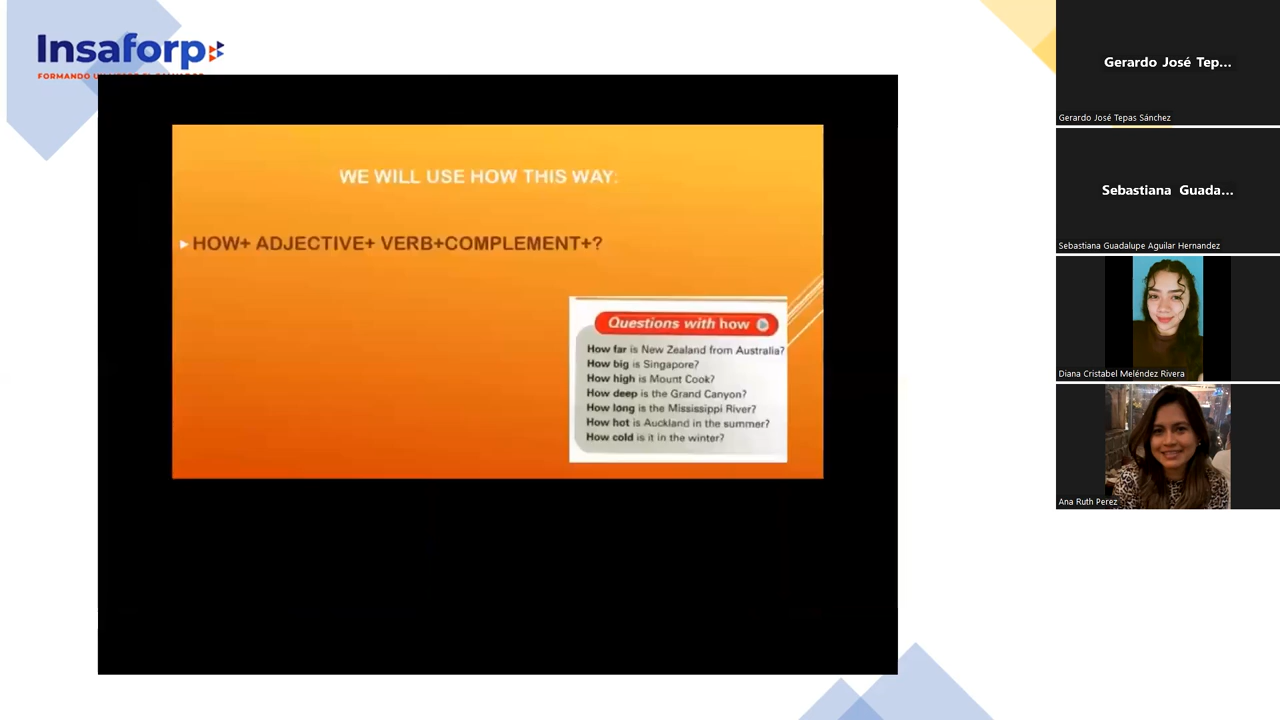 Insaforp
WE WILL USE HOW THIS WAY:
HOW+ ADJECTIVE+ VERB+COMPLEMENT+?
Questions with how
How far is New Zealand from Australia?
How big is Singapore?
How high is Mount Cook?
How deep is the Grand Canyon?
How long is the Mississippi River?
How hot is Auckland in the summer?
How cold is it in the winter?
Gerardo José Tep...
Gerardo José Tepas Sánchez
Sebastiana Guada...
Sebastiana Guadalupe Aguilar Hernandez
Diana Cristabel Meléndez Rivera
Ana Ruth Perez